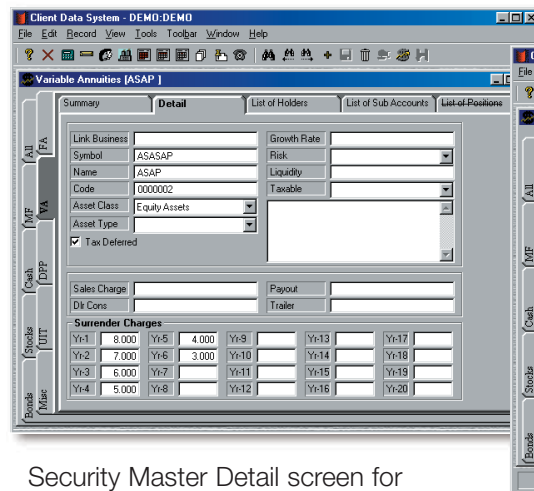 Client Data System - DEMO:DEMO
File Edit Record View Tools Toolbar Window Help
Variable Annuities [ASAP ]
Summary Detail List of Holders List of Sub Accounts List of Positions
All FA
MF VA
Cash DPP
Stocks UIT
Bonds Misc
Link Business Growth Rate
Symbol ASASAP Risk
Name ASAP Liquidity
Code 0000002 Taxable
Asset Class Equity Assets
Asset Type
Tax Deferred
Sales Charge Payout
Dlr Cons Trailer
Surrender Charges
Yr-1 8.000 Yr-5 4.000 Yr-9 Yr-13 Yr-17
Yr-2 7.000 Yr-6 3.000 Yr-10 Yr-14 Yr-18
Yr-3 6.000 Yr-7 Yr-11 Yr-15 Yr-19
Yr-4 5.000 Yr-8 Yr-12 Yr-16 Yr-20
File
All
MF
Cash
Stocks
Bonds
Security Master Detail screen for